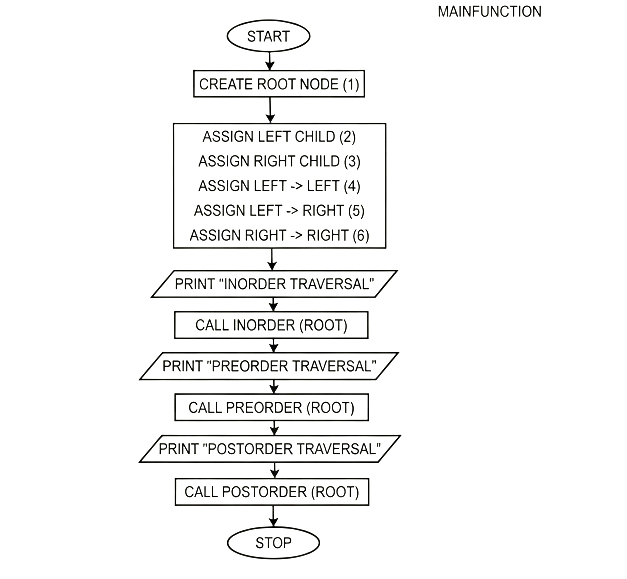 MAINFUNCTION
START
CREATE ROOT NODE (1)
ASSIGN LEFT CHILD (2)
ASSIGN RIGHT CHILD (3)
ASSIGN LEFT -> LEFT (4)
ASSIGN LEFT -> RIGHT (5)
ASSIGN RIGHT -> RIGHT (6)
PRINT "INORDER TRAVERSAL"
CALL INORDER (ROOT)
PRINT "PREORDER TRAVERSAL"
CALL PREORDER (ROOT)
PRINT "POSTORDER TRAVERSAL"
CALL POSTORDER (ROOT)
STOP